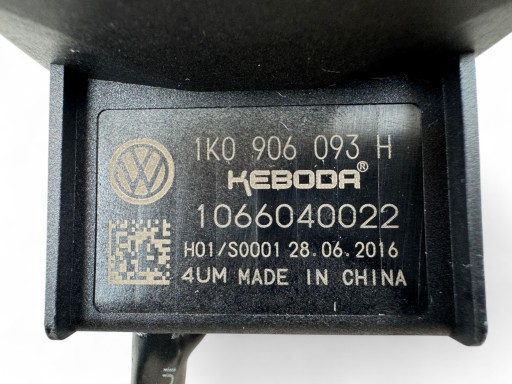 1K0 906 093 H
KEBODA®
1066040022
H01/S0001 28.06.2016
4UM MADE IN CHINA